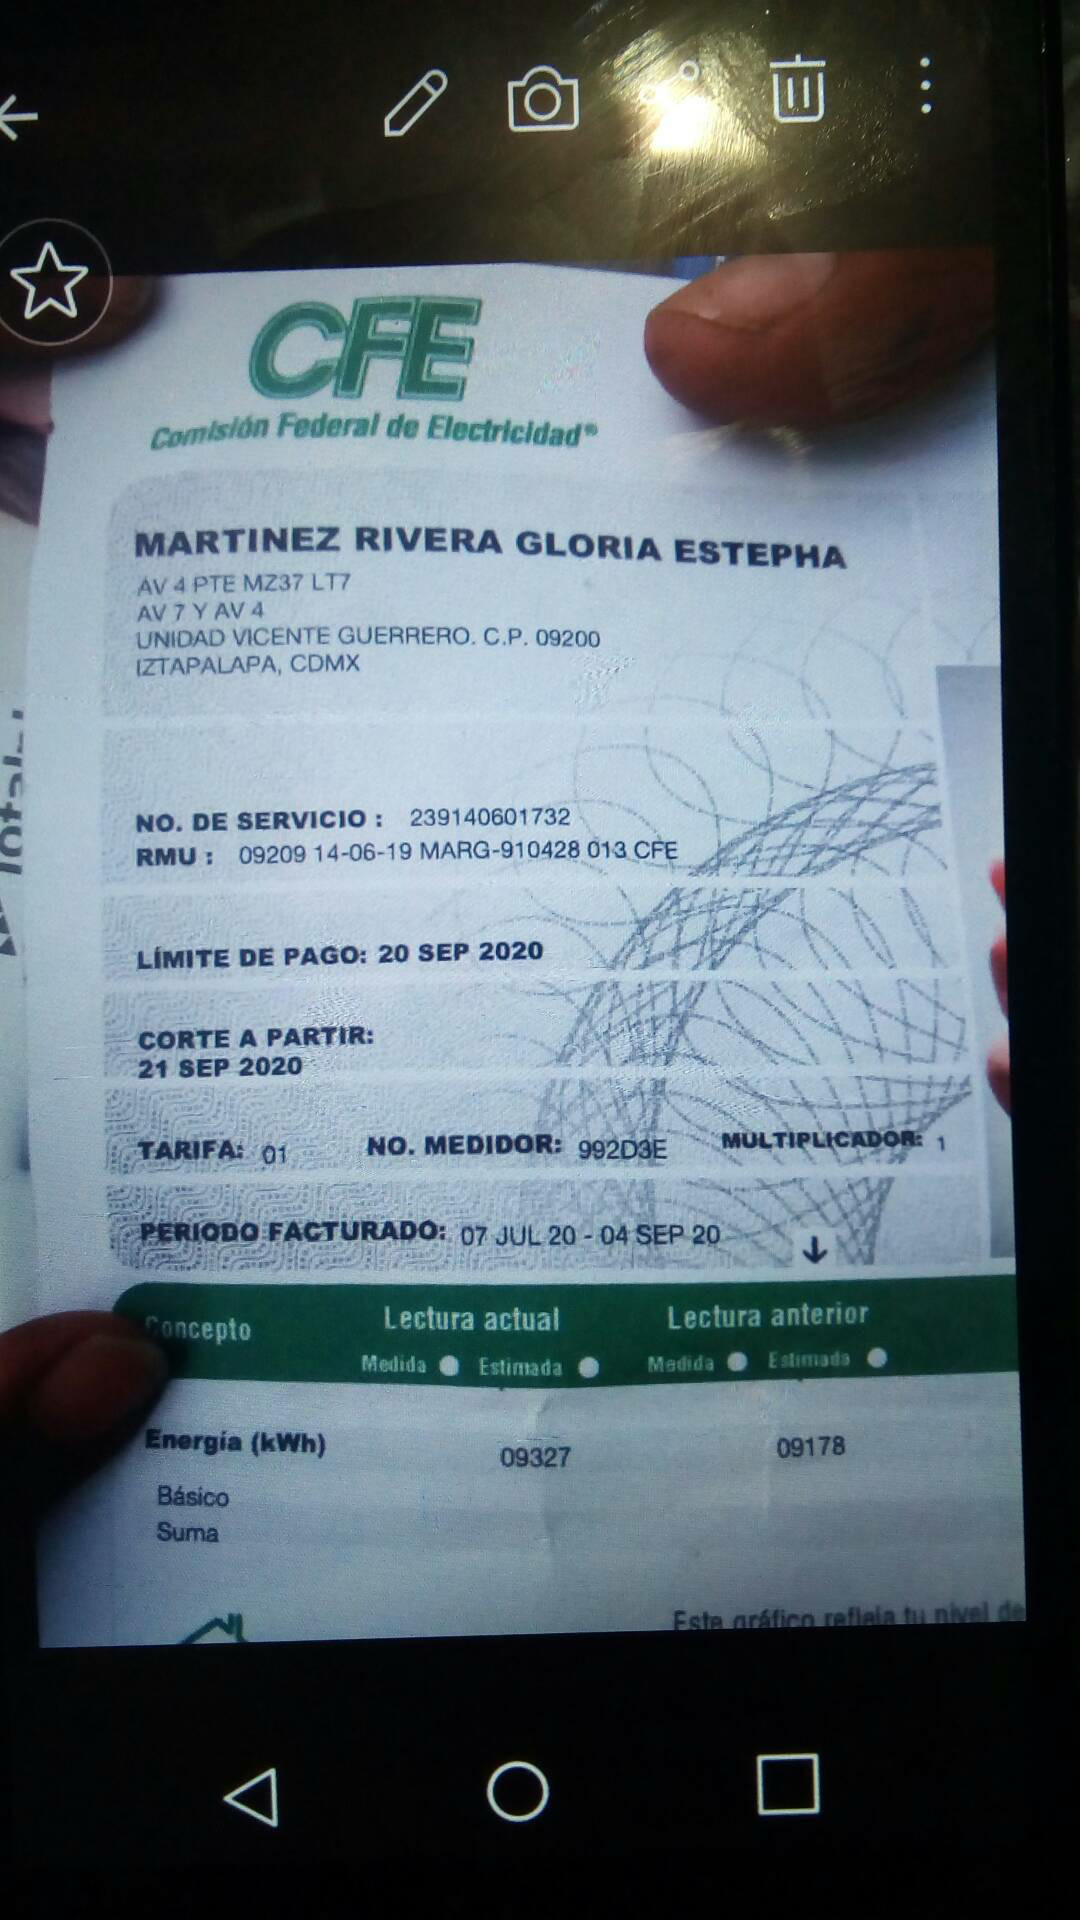 CFE
Comisión Federal de Electricidad®
MARTINEZ RIVERA GLORIA ESTEPHA
AV 4 PTE MZ37 LT7
AV 7 Y AV 4
UNIDAD VICENTE GUERRERO. C.P. 09200
IZTAPALAPA, CDMX
NO. DE SERVICIO : 239140601732
RMU : 09209 14-06-19 MARG-910428 013 CFE
LÍMITE DE PAGO: 20 SEP 2020
CORTE A PARTIR:
21 SEP 2020
TARIFA: 01 NO. MEDIDOR: 992D3E MULTIPLICADOR: 1
PERIODO FACTURADO: 07 JUL 20 - 04 SEP 20
Concepto Lectura actual Lectura anterior
Medida Estimada Medida Estimada
Energía (kWh) 09327 09178
Básico
Suma
Este gráfico refleja tu nivel de